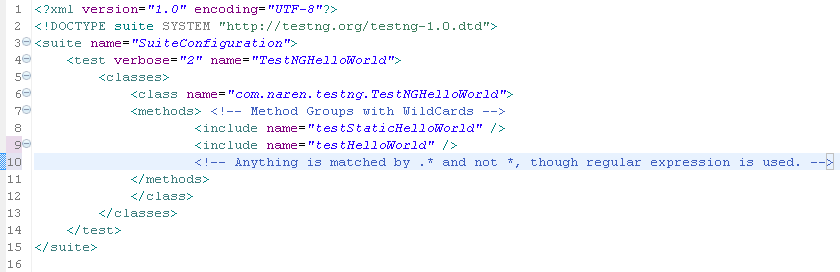 1 <?xml version="1.0" encoding="UTF-8"?>
2 <!DOCTYPE suite SYSTEM "http://testng.org/testng-1.0.dtd">
3 <suite name="SuiteConfiguration">
4 <test verbose="2" name="TestNGHelloWorld">
5 <classes>
6 <class name="com.naren.testng.TestNGHelloWorld">
7 <methods> <!-- Method Groups with WildCards -->
8 <include name="testStaticHelloWorld" />
9 <include name="testHelloWorld" />
10 <!-- Anything is matched by .* and not *, though regular expression is used. -->
11 </methods>
12 </class>
13 </classes>
14 </test>
15 </suite>
16